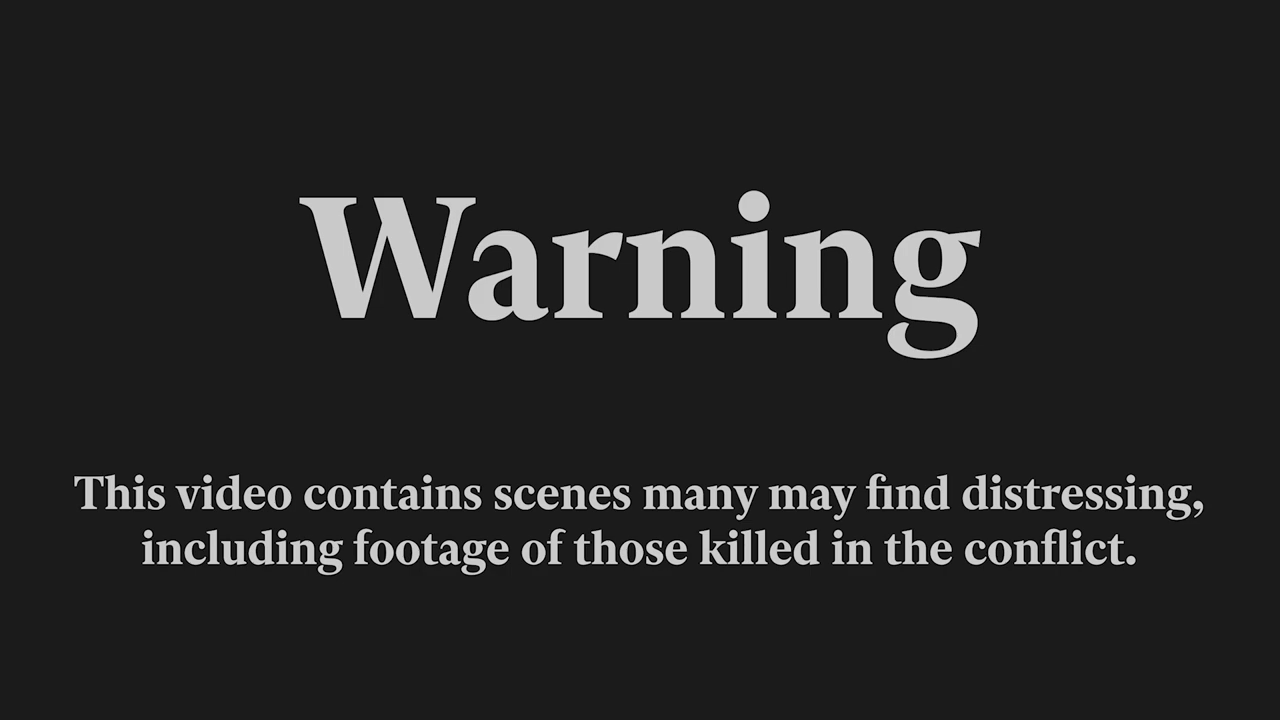 Warning
This video contains scenes many may find distressing,
including footage of those killed in the conflict.